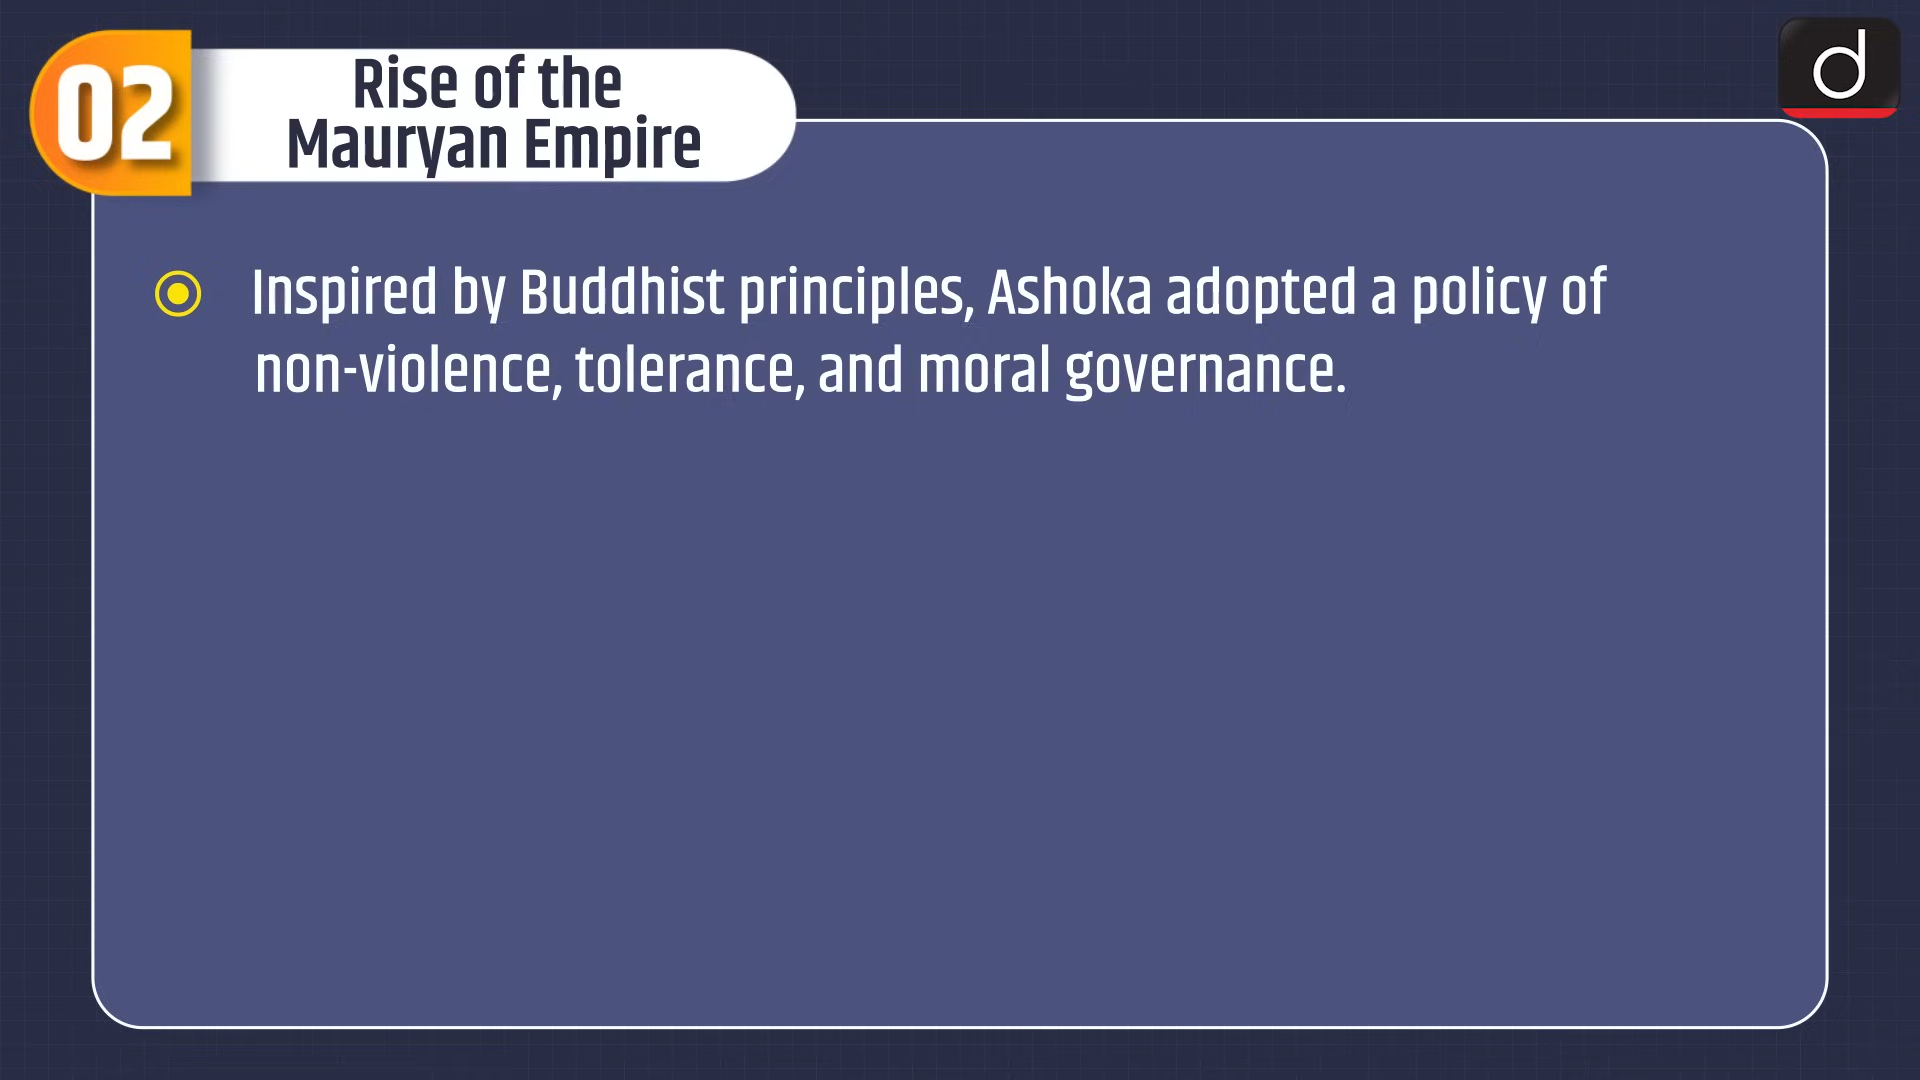 02
Rise of the
Mauryan Empire
d
Inspired by Buddhist principles, Ashoka adopted a policy of
non-violence, tolerance, and moral governance.